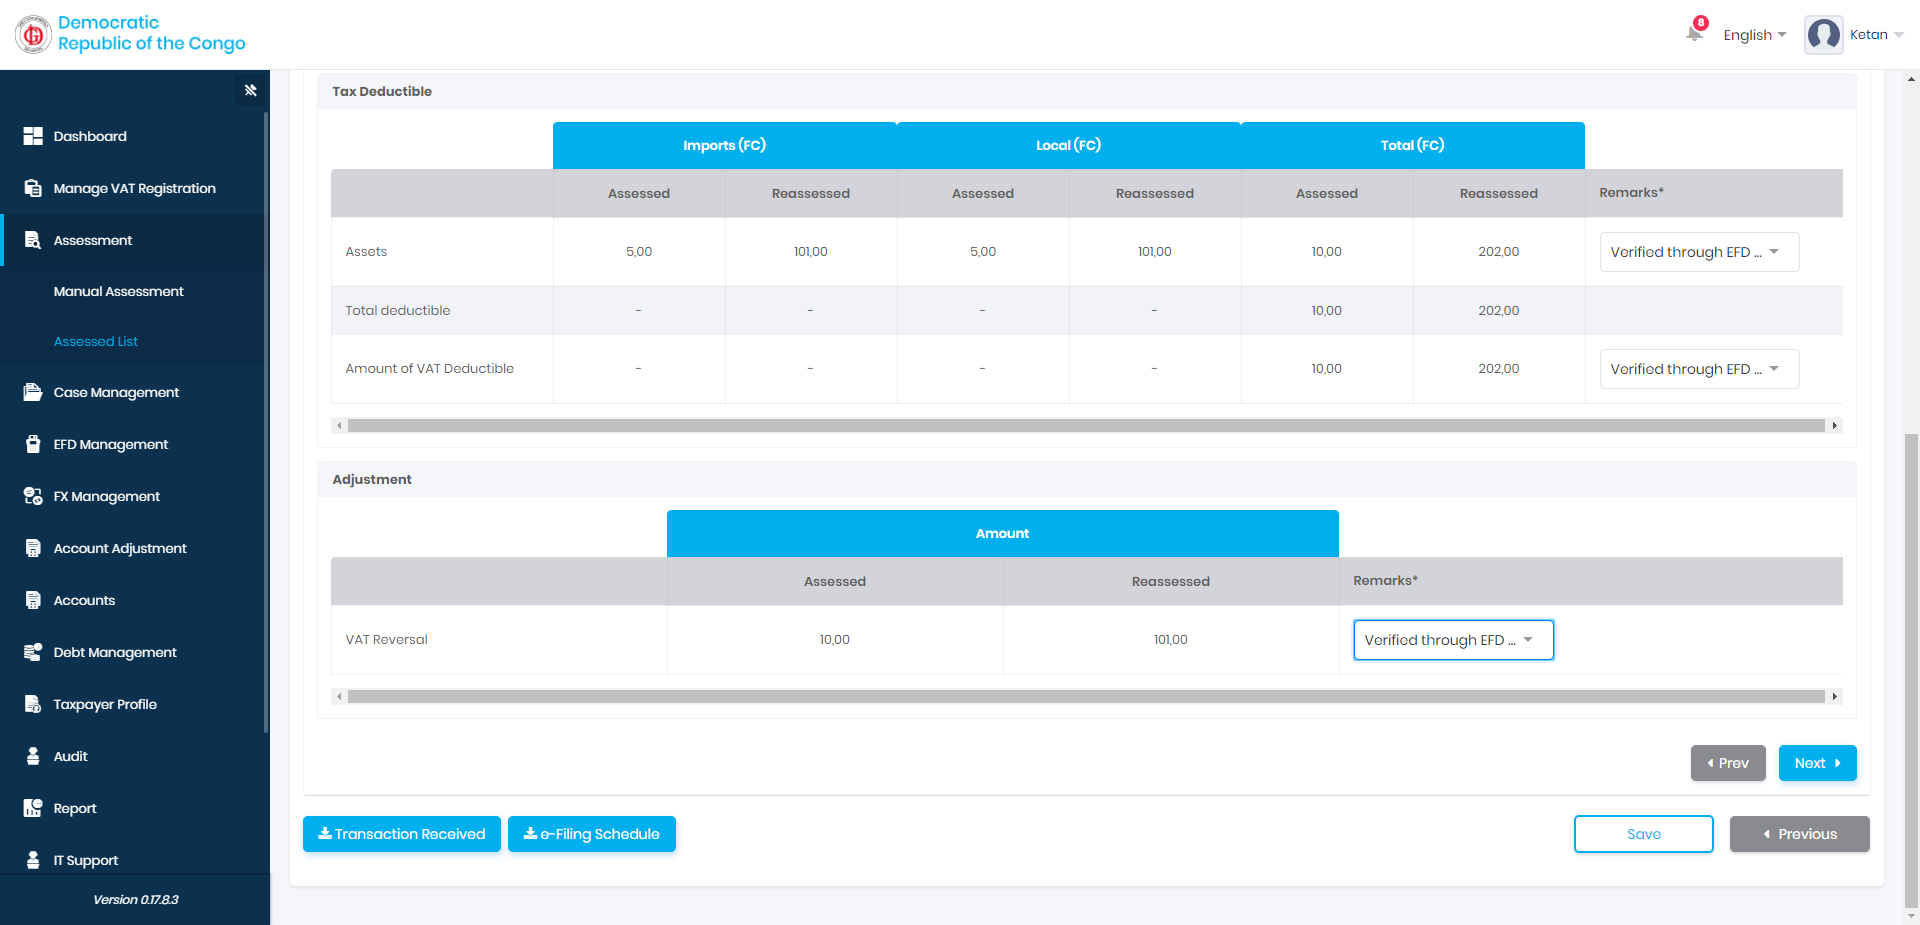 Democratic
Republic of the Congo
8
English
Ketan
Dashboard
Manage VAT Registration
Assessment
Manual Assessment
Assessed List
Case Management
EFD Management
FX Management
Account Adjustment
Accounts
Debt Management
Taxpayer Profile
Audit
Report
IT Support
Version 0.17.8.3
Tax Deductible
Imports (FC) Local (FC) Total (FC)
Assessed Reassessed Assessed Reassessed Assessed Reassessed Remarks*
Assets 5,00 101,00 5,00 101,00 10,00 202,00 Verified through EFD ...
Total deductible - - - - 10,00 202,00
Amount of VAT Deductible - - - - 10,00 202,00 Verified through EFD ...
Adjustment
Amount
Assessed Reassessed Remarks*
VAT Reversal 10,00 101,00 Verified through EFD ...
Prev Next
Transaction Received e-Filing Schedule Save Previous